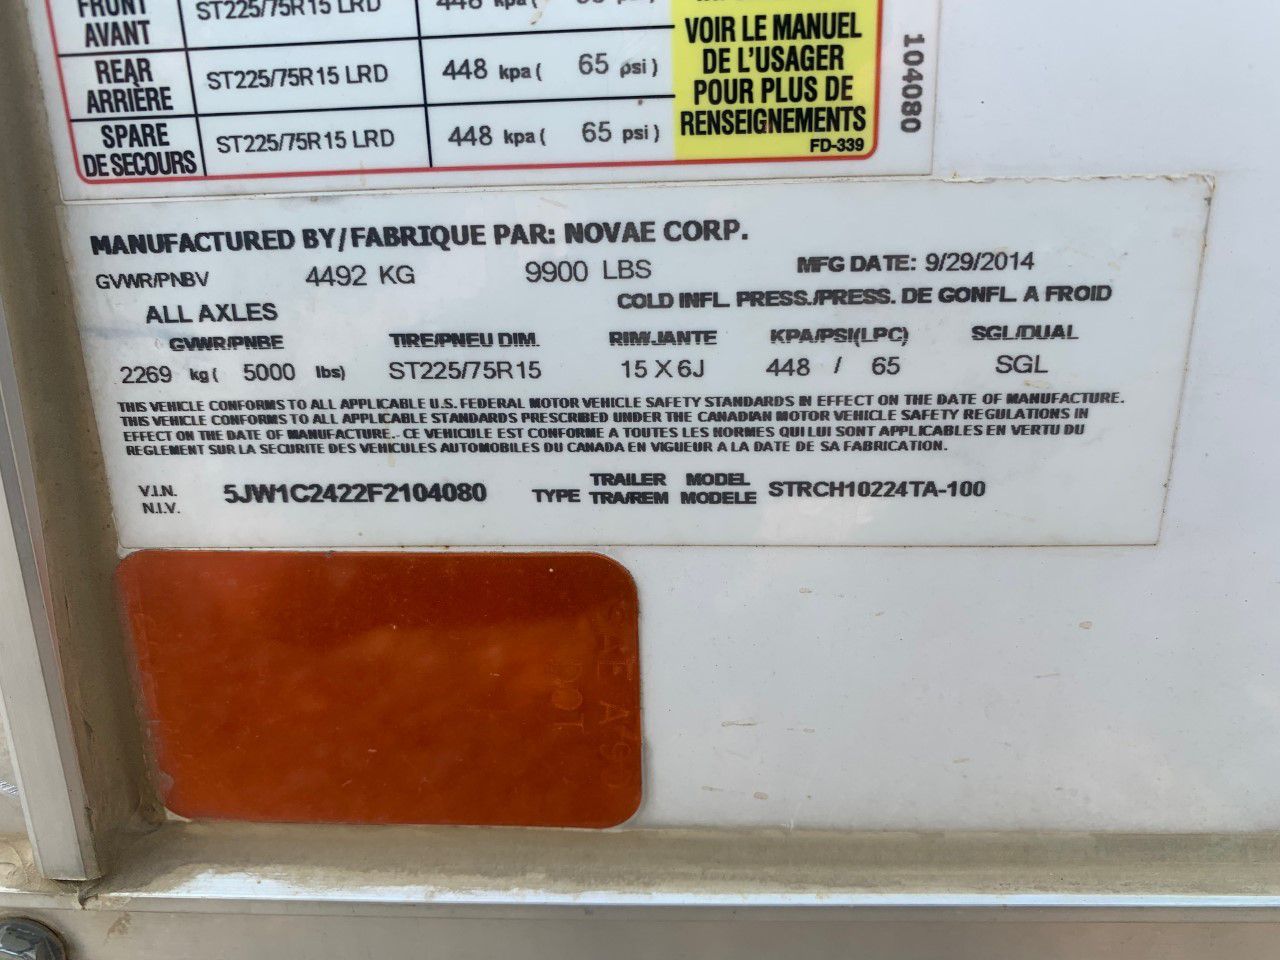 FRONT ST225/75R15 LRD 448 kpa( psi)
AVANT
REAR ST225/75R15 LRD 448 kpa( 65 psi)
ARRIÈRE
SPARE ST225/75R15 LRD 448 kpa( 65 psi)
DE SECOURS
VOIR LE MANUEL
DE L'USAGER
POUR PLUS DE
RENSEIGNEMENTS
FD-339
104080
MANUFACTURED BY/FABRIQUE PAR: NOVAE CORP.
GVWR/PNBV 4492 KG 9900 LBS MFG DATE: 9/29/2014
ALL AXLES COLD INFL. PRESS./PRESS. DE GONFL. A FROID
GVWR/PNBE TIRE/PNEU DIM. RIM/JANTE KPA/PSI(LPC) SGL/DUAL
2269 kg( 5000 lbs) ST225/75R15 15 X 6J 448 / 65 SGL
THIS VEHICLE CONFORMS TO ALL APPLICABLE U.S. FEDERAL MOTOR VEHICLE SAFETY STANDARDS IN EFFECT ON THE DATE OF MANUFACTURE.
THIS VEHICLE CONFORMS TO ALL APPLICABLE STANDARDS PRESCRIBED UNDER THE CANADIAN MOTOR VEHICLE SAFETY REGULATIONS IN
EFFECT ON THE DATE OF MANUFACTURE. CE VEHICULE EST CONFORME A TOUTES LES NORMES QUI LUI SONT APPLICABLES EN VERTU DU
REGLEMENT SUR LA SECURITE DES VEHICULES AUTOMOBILES DU CANADA EN VIGUEUR A LA DATE DE SA FABRICATION.
V.I.N. 5JW1C2422F2104080 TYPE TRAILER MODEL STRCH10224TA-100
N.I.V. TRA/REM MODELE
SAE A
DOT